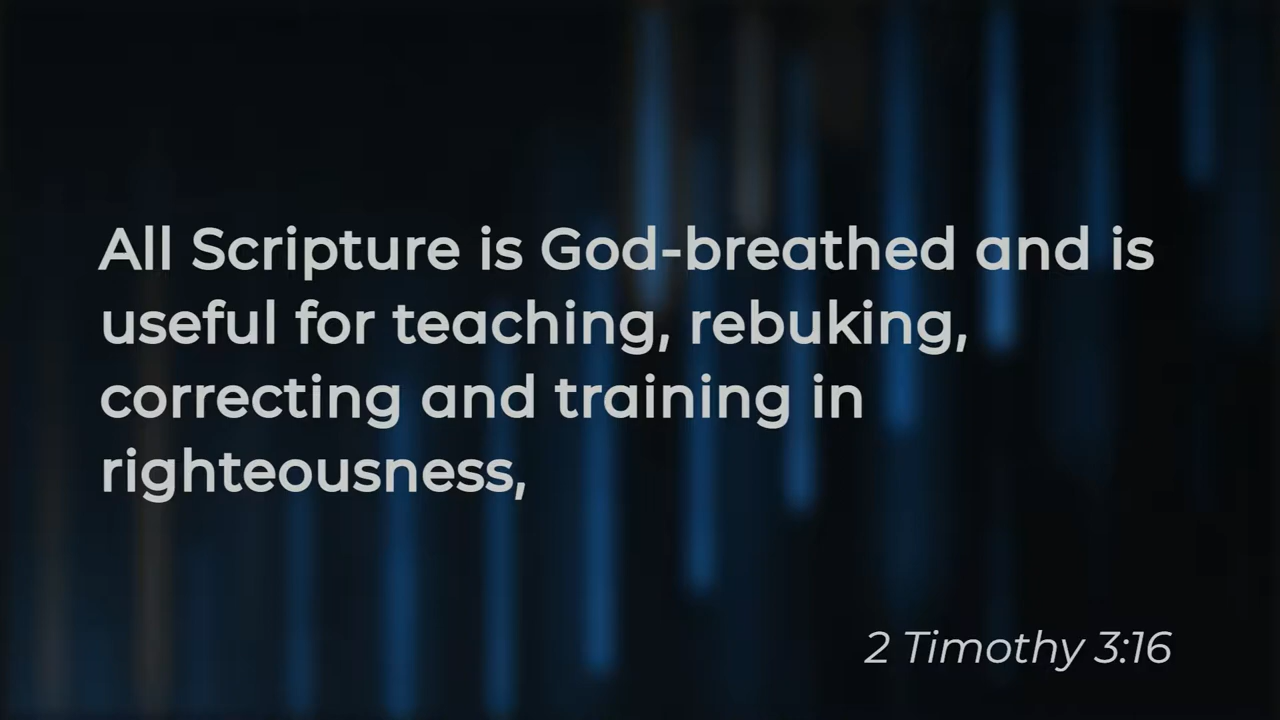 All Scripture is God-breathed and is
useful for teaching, rebuking,
correcting and training in
righteousness,
2 Timothy 3:16